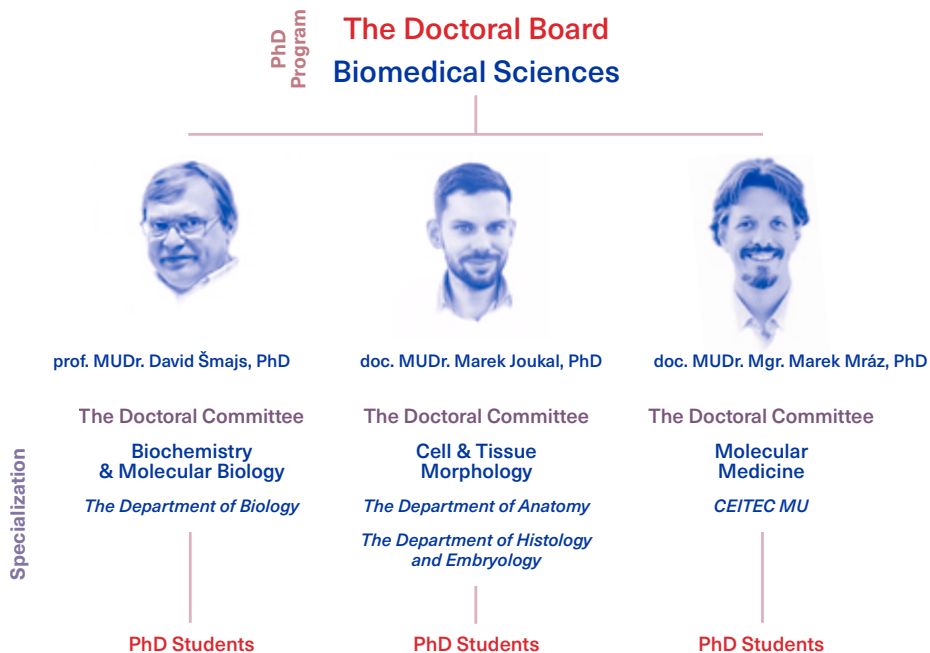 PhD
Program
The Doctoral Board
Biomedical Sciences
prof. MUDr. David Šmajs, PhD
doc. MUDr. Marek Joukal, PhD
doc. MUDr. Mgr. Marek Mráz, PhD
Specialization
The Doctoral Committee
Biochemistry
& Molecular Biology
The Department of Biology
PhD Students
The Doctoral Committee
Cell & Tissue
Morphology
The Department of Anatomy
The Department of Histology
and Embryology
PhD Students
The Doctoral Committee
Molecular
Medicine
CEITEC MU
PhD Students